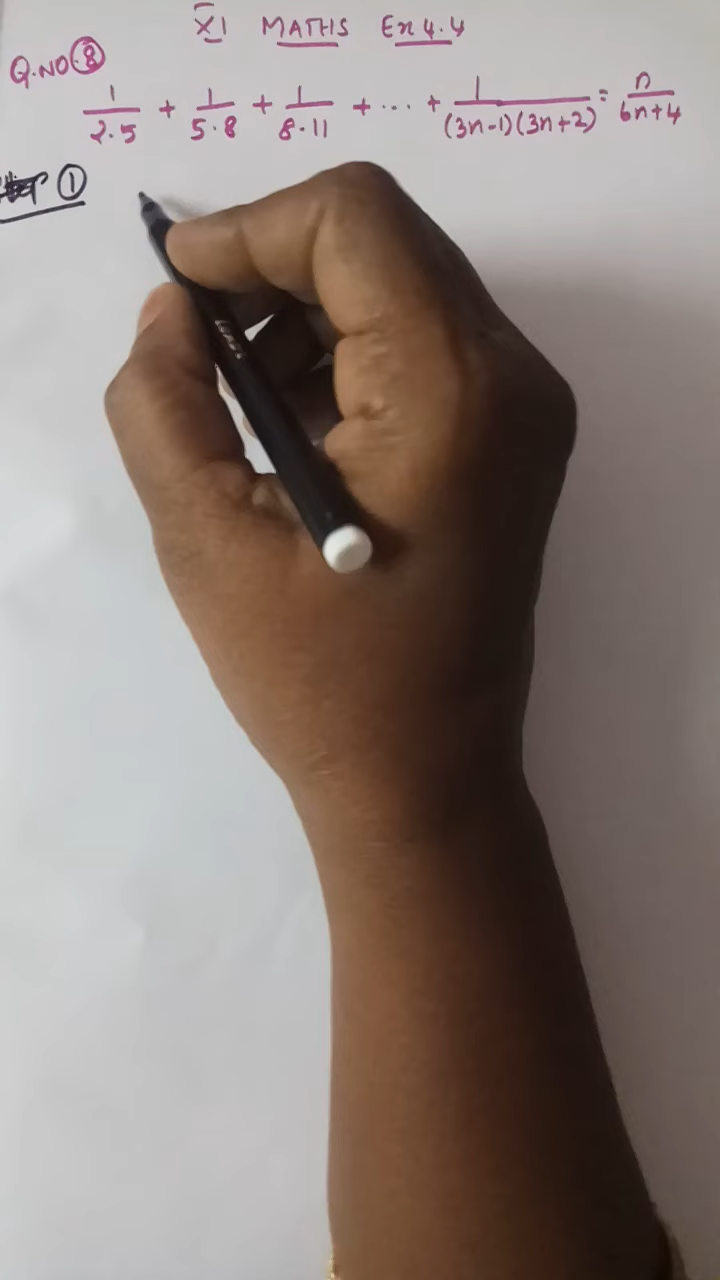 XI MATHS Ex 4.4
Q.NO 8
1/2.5 + 1/5.8 + 1/8.11 + ... + 1/(3n-1)(3n+2) = n/6n+4
1